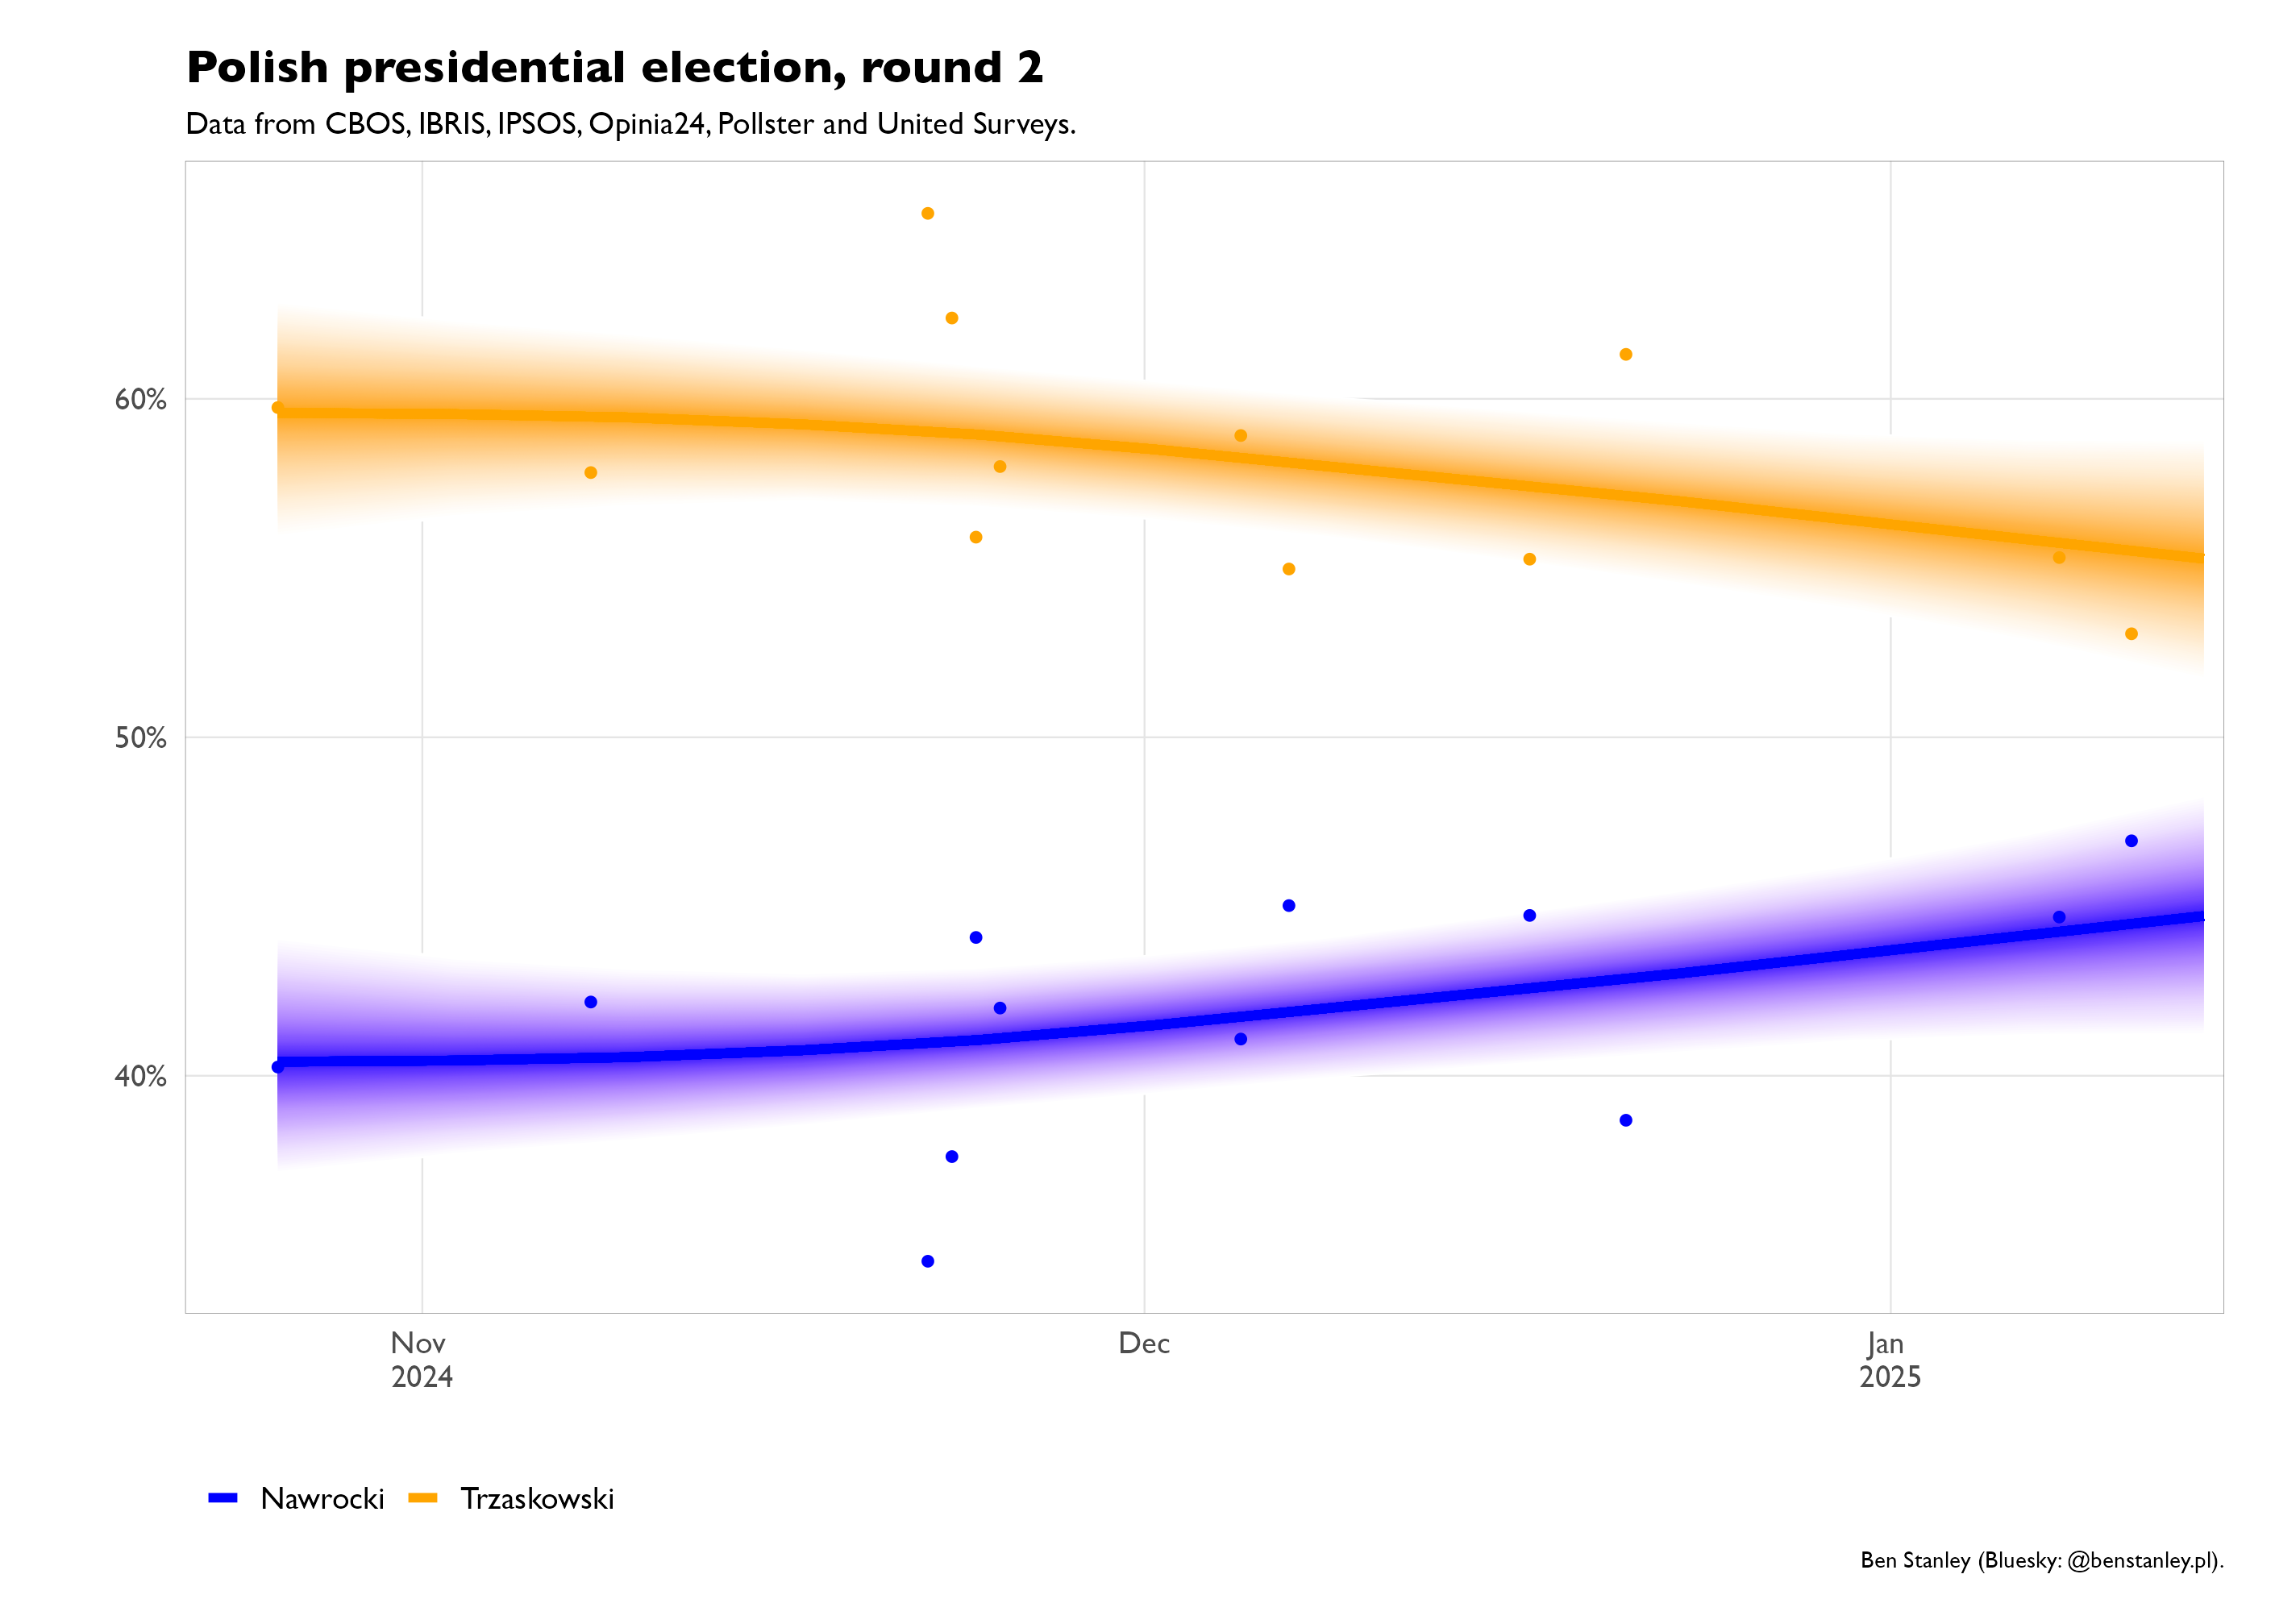 Polish presidential election, round 2
Data from CBOS, IBRIS, IPSOS, Opinia24, Pollster and United Surveys.
60%
50%
40%
Nov
2024
Dec
Jan
2025
Nawrocki
Trzaskowski
Ben Stanley (Bluesky: @benstanley.pl).